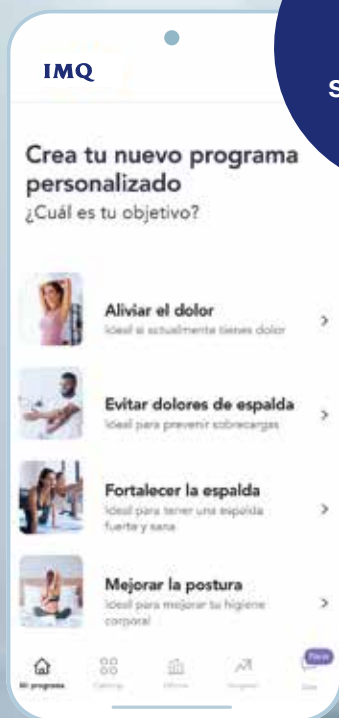 IMQ
S
Crea tu nuevo programa
personalizado
¿Cuál es tu objetivo?
Aliviar el dolor
Ideal si actualmente tienes dolor
Evitar dolores de espalda
Ideal para prevenir sobrecargas
Fortalecer la espalda
Ideal para tener una espalda
fuerte y sana
Mejorar la postura
Ideal para mejorar tu higiene
corporal
Mi programa